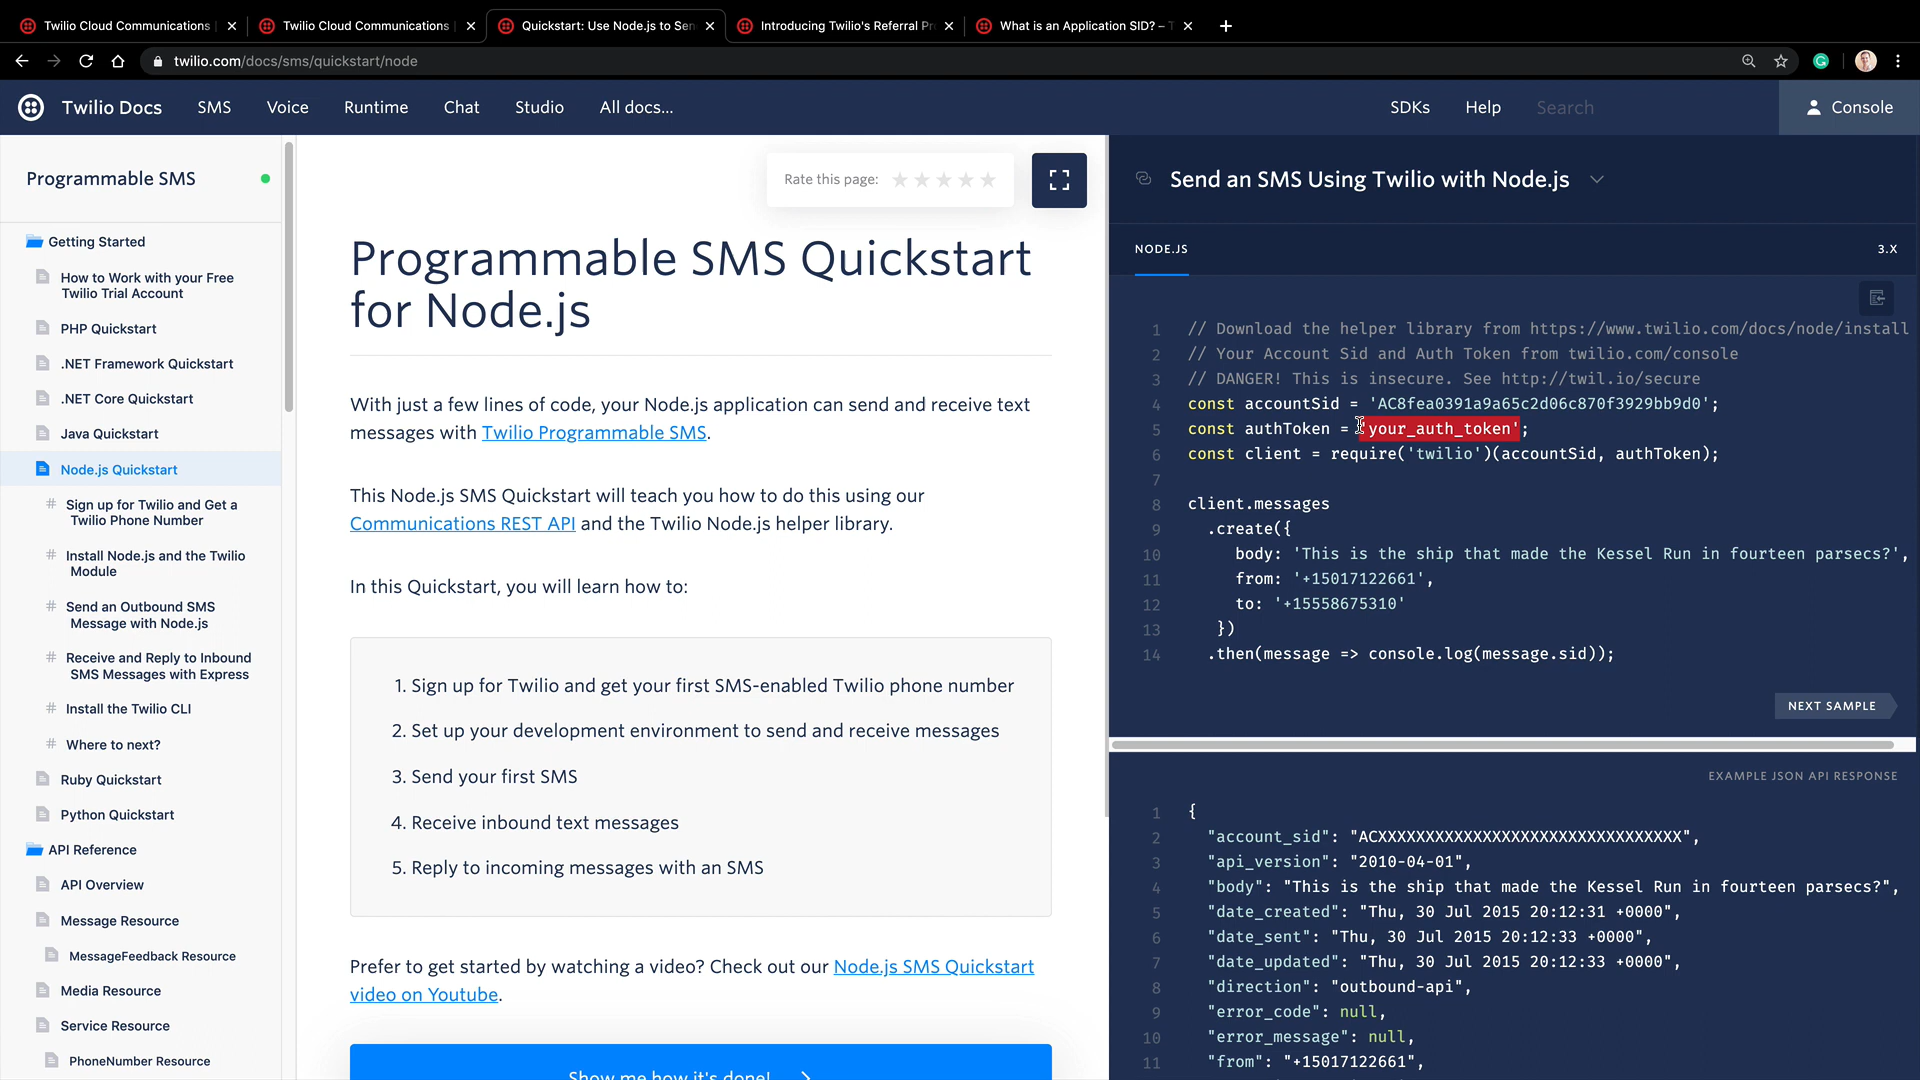 Twilio Cloud Communications
Twilio Cloud Communications
Quickstart: Use Node.js to Sen
Introducing Twilio's Referral Pr
What is an Application SID? – T
twilio.com/docs/sms/quickstart/node
Twilio Docs
SMS
Voice
Runtime
Chat
Studio
All docs...
SDKs
Help
Search
Console
Programmable SMS
Getting Started
How to Work with your Free
Twilio Trial Account
PHP Quickstart
.NET Framework Quickstart
.NET Core Quickstart
Java Quickstart
Node.js Quickstart
# Sign up for Twilio and Get a
Twilio Phone Number
# Install Node.js and the Twilio
Module
# Send an Outbound SMS
Message with Node.js
# Receive and Reply to Inbound
SMS Messages with Express
# Install the Twilio CLI
# Where to next?
Ruby Quickstart
Python Quickstart
API Reference
API Overview
Message Resource
MessageFeedback Resource
Media Resource
Service Resource
PhoneNumber Resource
Rate this page:
Programmable SMS Quickstart
for Node.js
With just a few lines of code, your Node.js application can send and receive text
messages with Twilio Programmable SMS.
This Node.js SMS Quickstart will teach you how to do this using our
Communications REST API and the Twilio Node.js helper library.
In this Quickstart, you will learn how to:
1. Sign up for Twilio and get your first SMS-enabled Twilio phone number
2. Set up your development environment to send and receive messages
3. Send your first SMS
4. Receive inbound text messages
5. Reply to incoming messages with an SMS
Prefer to get started by watching a video? Check out our Node.js SMS Quickstart
video on Youtube.
Show me how it's done!
Send an SMS Using Twilio with Node.js
NODE.JS
3.X
1 // Download the helper library from https://www.twilio.com/docs/node/install
2 // Your Account Sid and Auth Token from twilio.com/console
3 // DANGER! This is insecure. See http://twil.io/secure
4 const accountSid = 'AC8fea0391a9a65c2d06c870f3929bb9d0';
5 const authToken = 'your_auth_token';
6 const client = require('twilio')(accountSid, authToken);
7
8 client.messages
9 .create({
10 body: 'This is the ship that made the Kessel Run in fourteen parsecs?',
11 from: '+15017122661',
12 to: '+15558675310'
13 })
14 .then(message => console.log(message.sid));
NEXT SAMPLE
EXAMPLE JSON API RESPONSE
1 {
2 "account_sid": "ACXXXXXXXXXXXXXXXXXXXXXXXXXXXXXXXX",
3 "api_version": "2010-04-01",
4 "body": "This is the ship that made the Kessel Run in fourteen parsecs?",
5 "date_created": "Thu, 30 Jul 2015 20:12:31 +0000",
6 "date_sent": "Thu, 30 Jul 2015 20:12:33 +0000",
7 "date_updated": "Thu, 30 Jul 2015 20:12:33 +0000",
8 "direction": "outbound-api",
9 "error_code": null,
10 "error_message": null,
11 "from": "+15017122661",